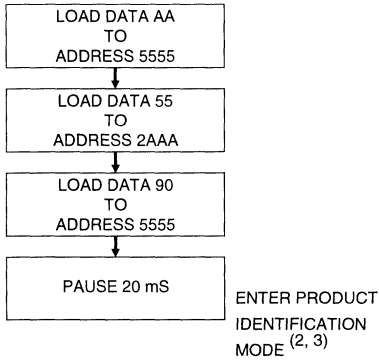 LOAD DATA AA
TO
ADDRESS 5555
LOAD DATA 55
TO
ADDRESS 2AAA
LOAD DATA 90
TO
ADDRESS 5555
PAUSE 20 mS
ENTER PRODUCT
IDENTIFICATION
MODE (2, 3)